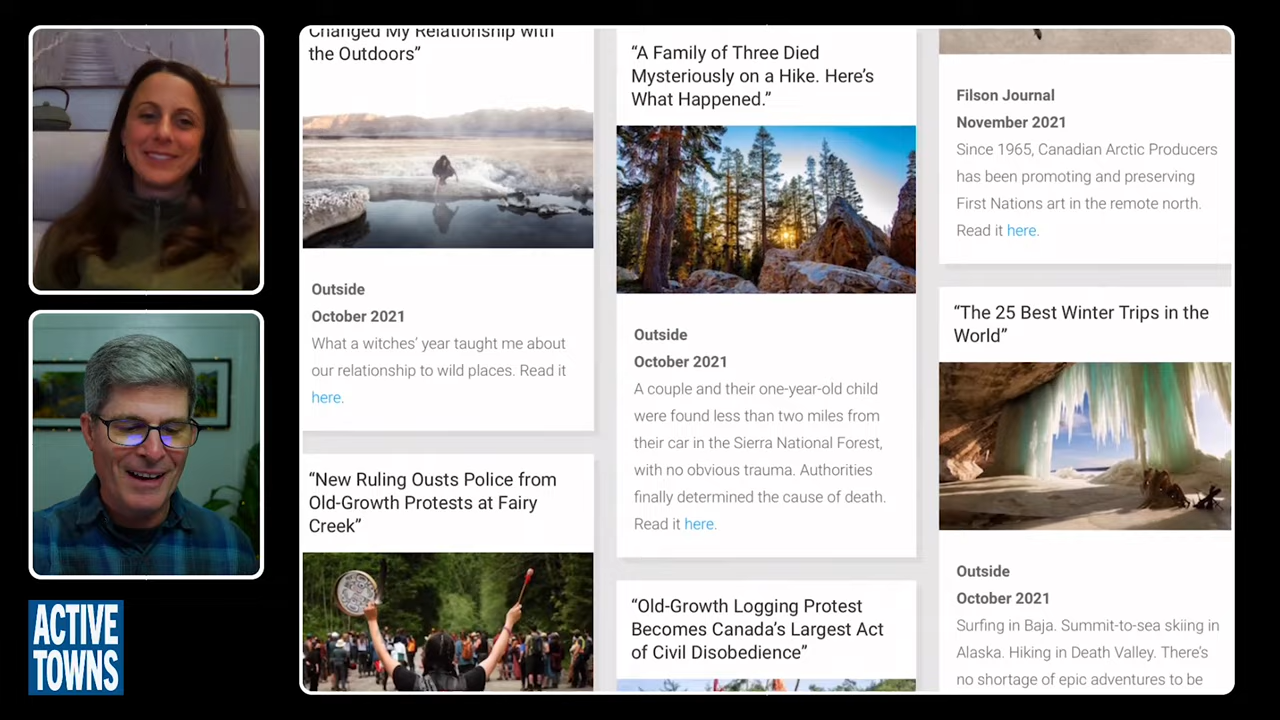 Changed My Relationship with
the Outdoors”
Outside
October 2021
What a witches’ year taught me about
our relationship to wild places. Read it
here.
“New Ruling Ousts Police from
Old-Growth Protests at Fairy
Creek”
“A Family of Three Died
Mysteriously on a Hike. Here’s
What Happened.”
Outside
October 2021
A couple and their one-year-old child
were found less than two miles from
their car in the Sierra National Forest,
with no obvious trauma. Authorities
finally determined the cause of death.
Read it here.
“Old-Growth Logging Protest
Becomes Canada’s Largest Act
of Civil Disobedience”
Filson Journal
November 2021
Since 1965, Canadian Arctic Producers
has been promoting and preserving
First Nations art in the remote north.
Read it here.
“The 25 Best Winter Trips in the
World”
Outside
October 2021
Surfing in Baja. Summit-to-sea skiing in
Alaska. Hiking in Death Valley. There’s
no shortage of epic adventures to be
ACTIVE
TOWNS